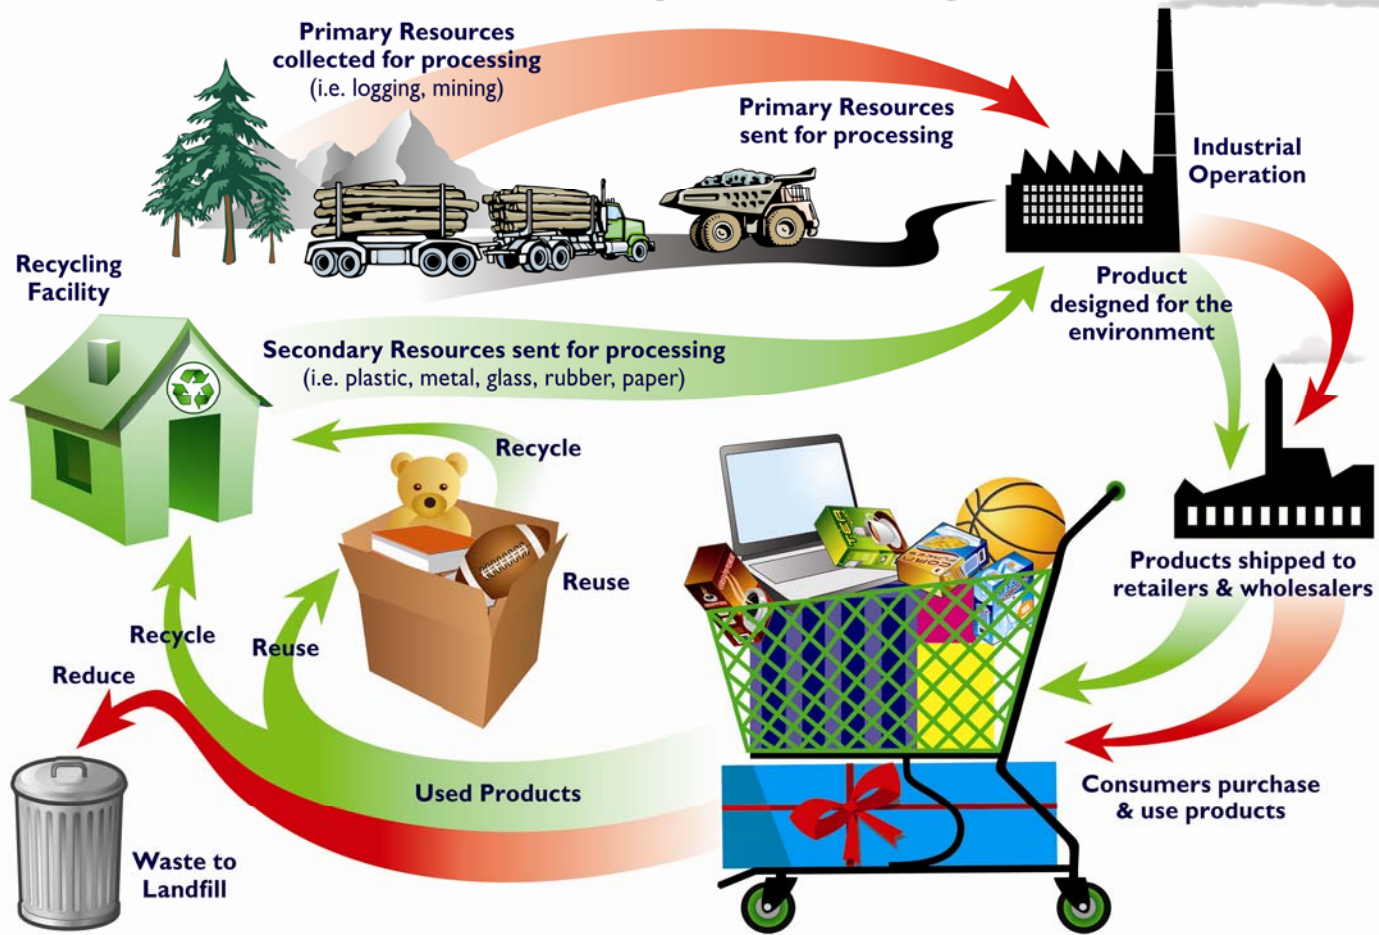 Primary Resources
collected for processing
(i.e. logging, mining)
Primary Resources
sent for processing
Industrial
Operation
Recycling
Facility
Product
designed for the
environment
Secondary Resources sent for processing
(i.e. plastic, metal, glass, rubber, paper)
Recycle
Reuse
Products shipped to
retailers & wholesalers
Recycle
Reuse
Reduce
Used Products
Consumers purchase
& use products
Waste to
Landfill